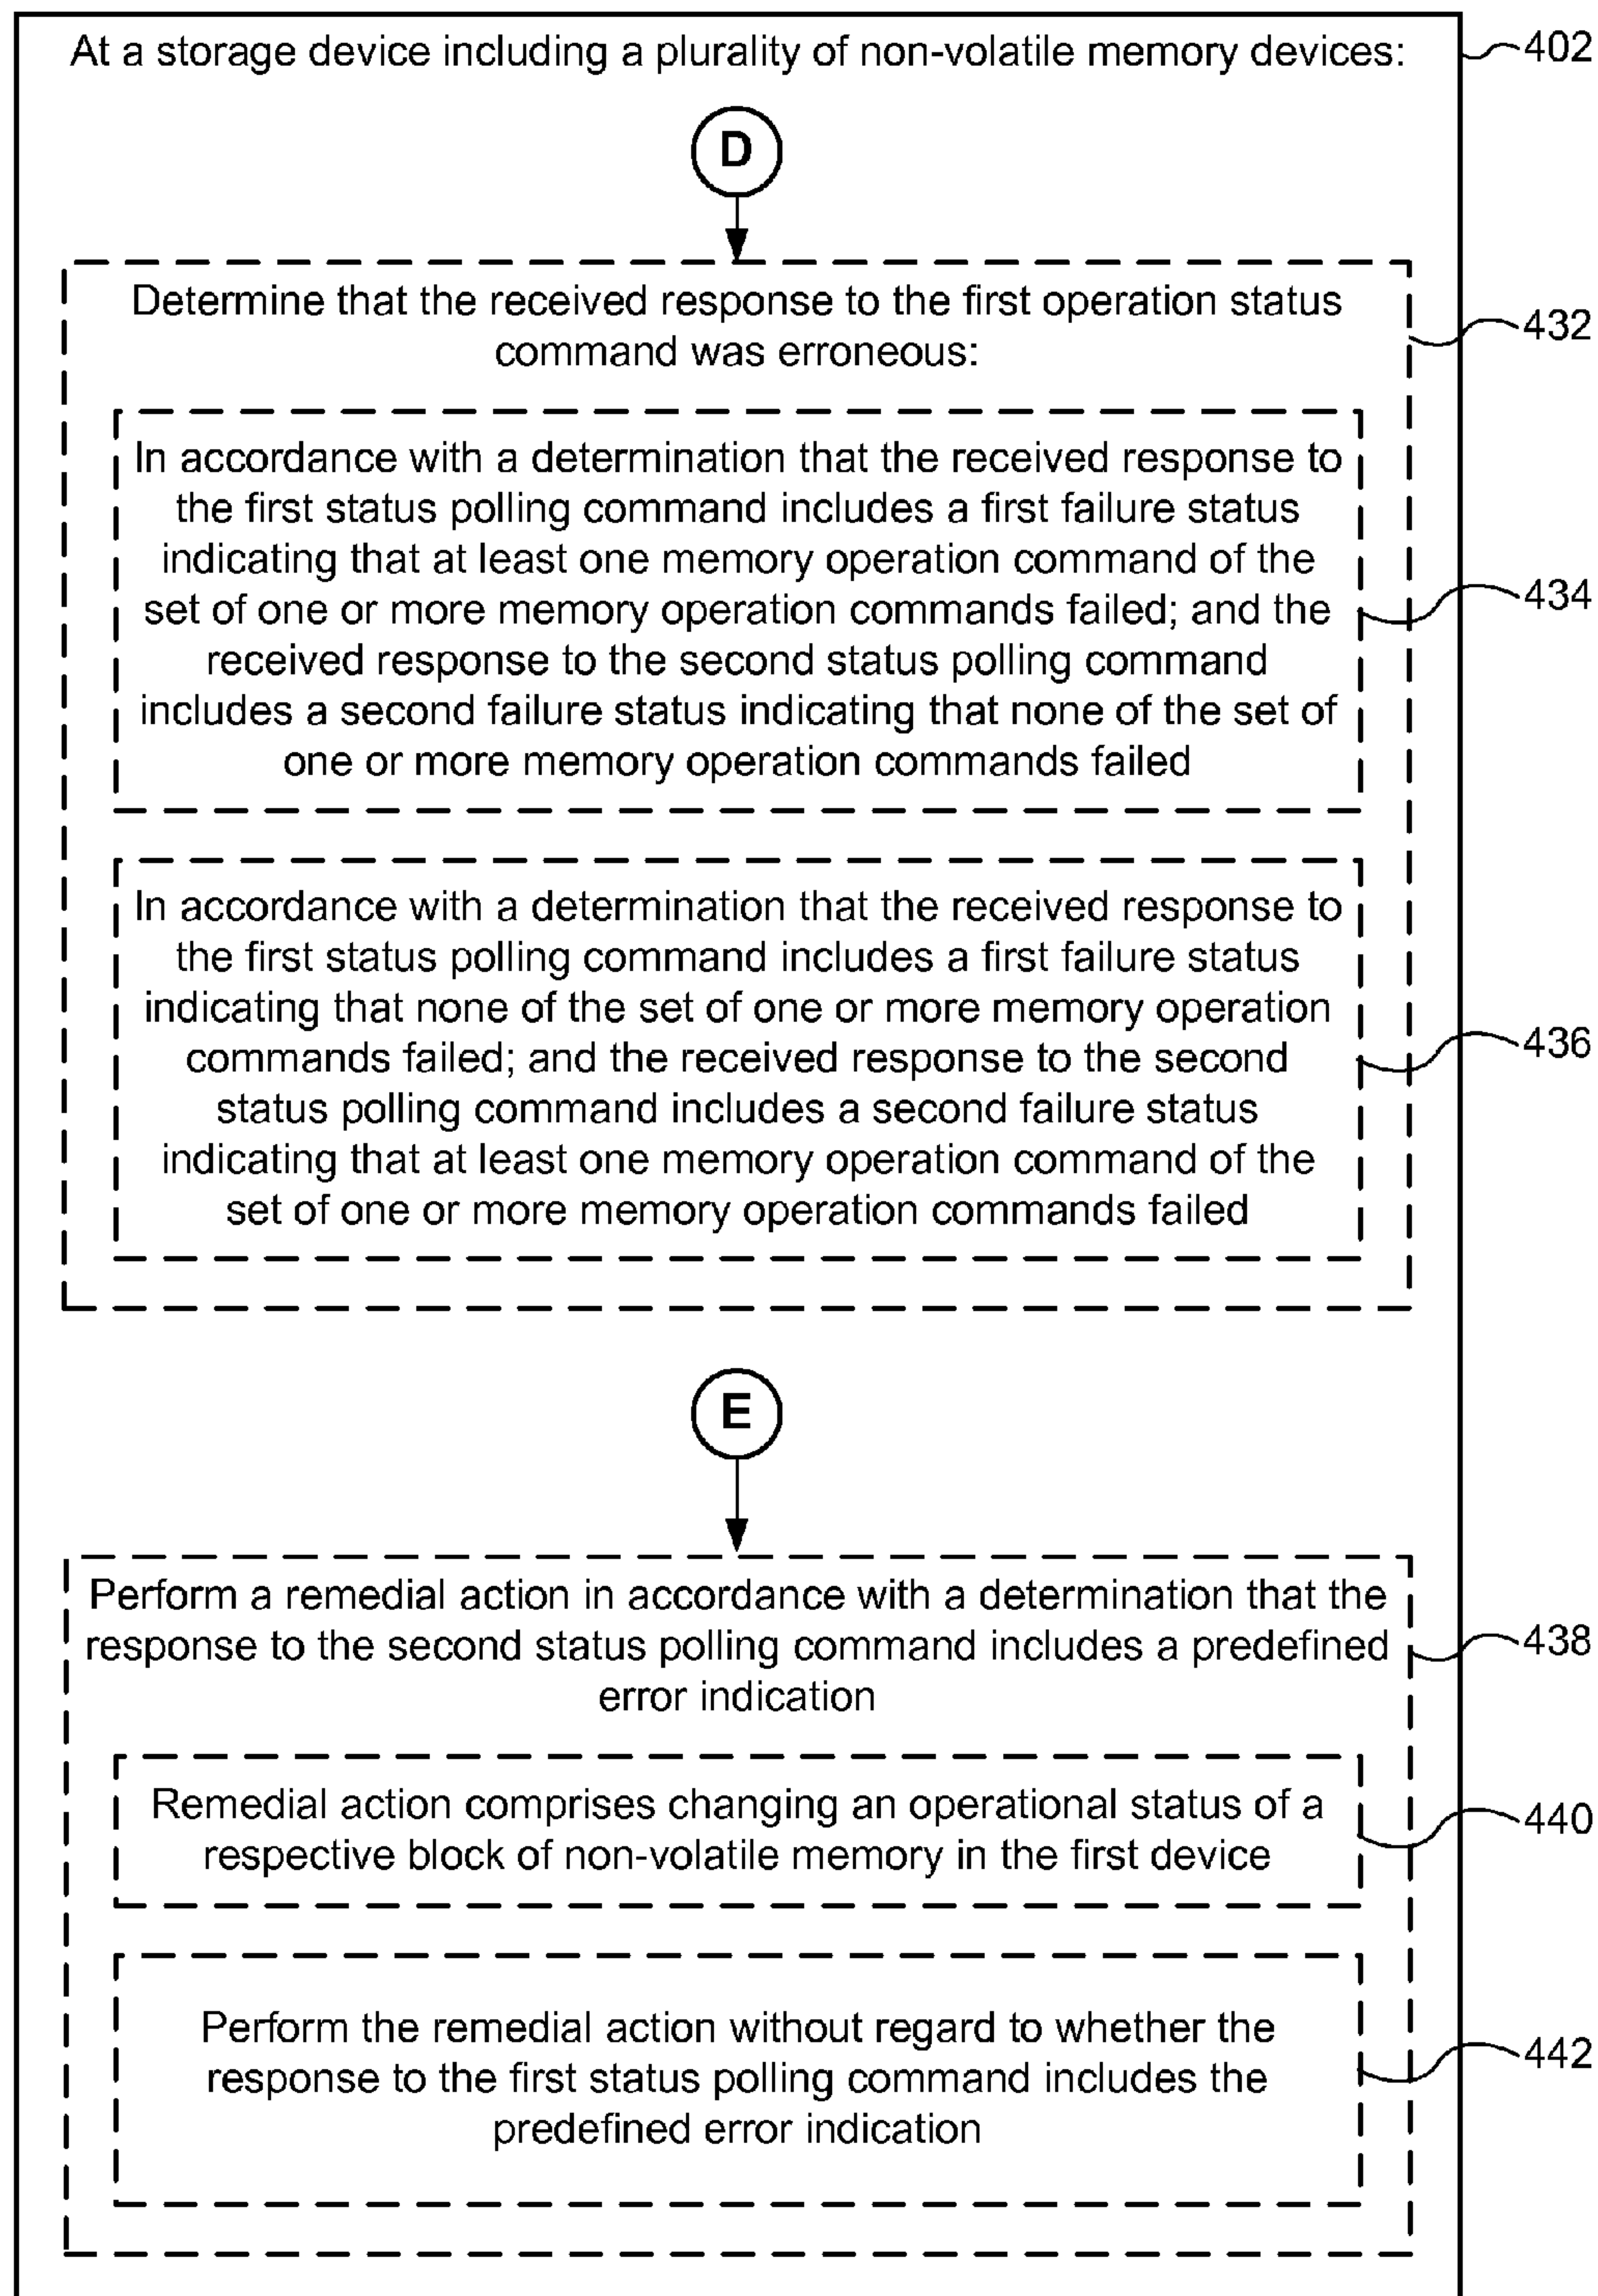 At a storage device including a plurality of non-volatile memory devices:
402
D
Determine that the received response to the first operation status
command was erroneous:
432
In accordance with a determination that the received response to
the first status polling command includes a first failure status
indicating that at least one memory operation command of the
set of one or more memory operation commands failed; and the
received response to the second status polling command
includes a second failure status indicating that none of the set of
one or more memory operation commands failed
434
In accordance with a determination that the received response to
the first status polling command includes a first failure status
indicating that none of the set of one or more memory operation
commands failed; and the received response to the second
status polling command includes a second failure status
indicating that at least one memory operation command of the
set of one or more memory operation commands failed
436
E
Perform a remedial action in accordance with a determination that the
response to the second status polling command includes a predefined
error indication
438
Remedial action comprises changing an operational status of a
respective block of non-volatile memory in the first device
440
Perform the remedial action without regard to whether the
response to the first status polling command includes the
predefined error indication
442